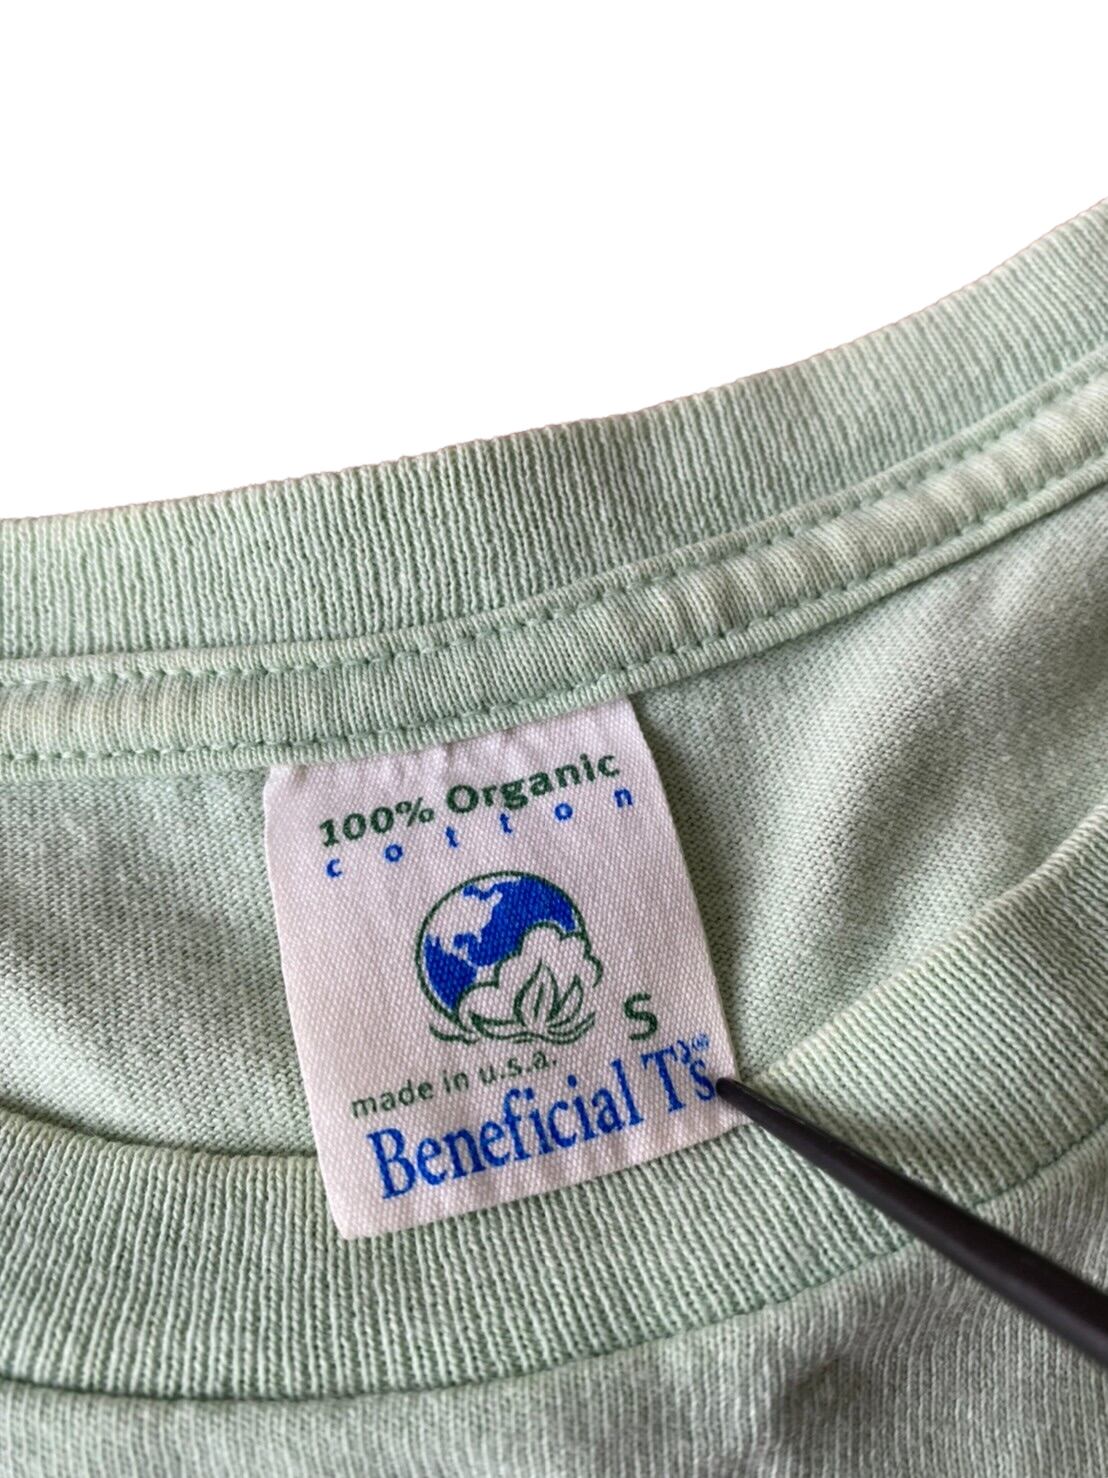 100% Organic
cotton
S
made in u.s.a.
Beneficial T's